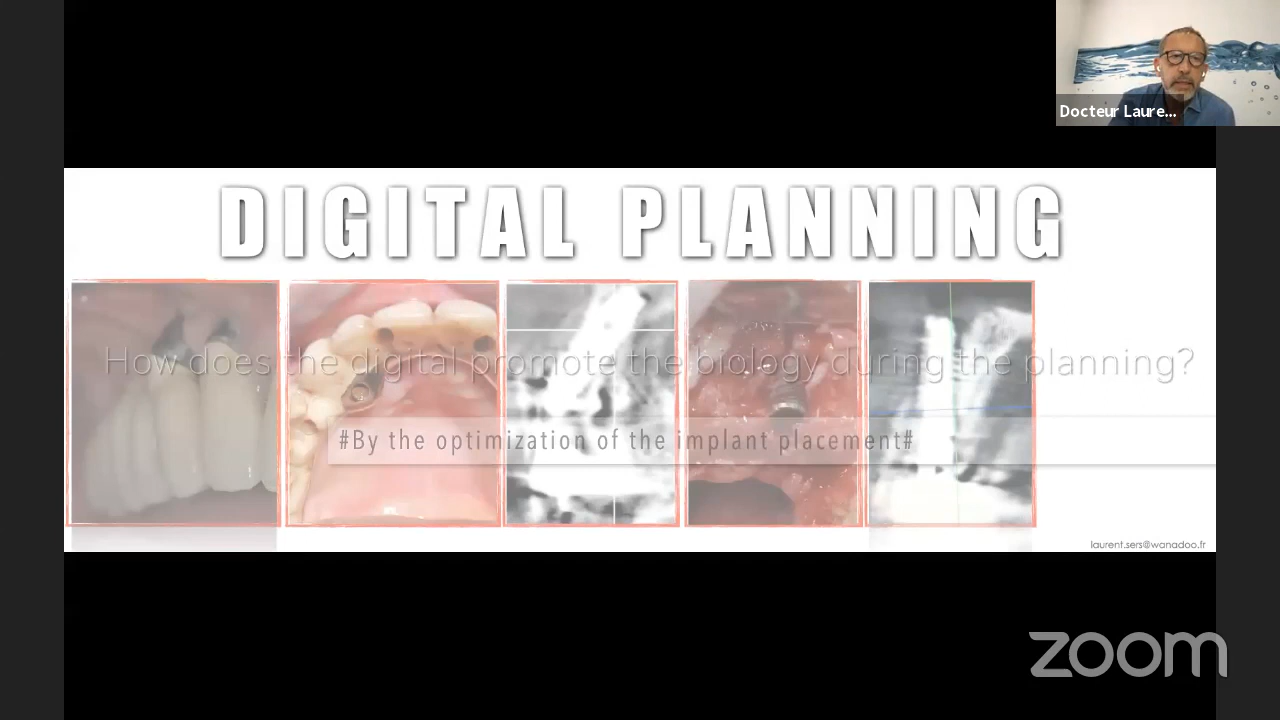 Docteur Laure...
DIGITAL PLANNING
How does the digital promote the biology during the planning?
#By the optimization of the implant placement#
laurent.sers@wanadoo.fr
zoom